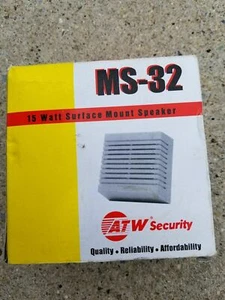 MS-32
15 Watt Surface Mount Speaker
ATW® Security
Quality • Reliability • Affordability